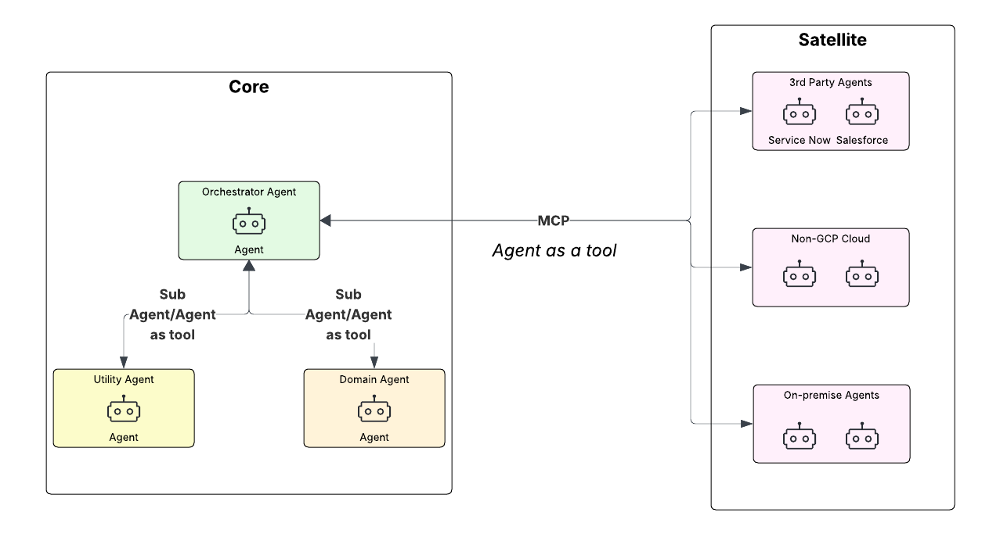 Core
Orchestrator Agent
Agent
Sub
Agent/Agent
as tool
Sub
Agent/Agent
as tool
Utility Agent
Agent
Domain Agent
Agent
MCP
Agent as a tool
Satellite
3rd Party Agents
Service Now Salesforce
Non-GCP Cloud
On-premise Agents